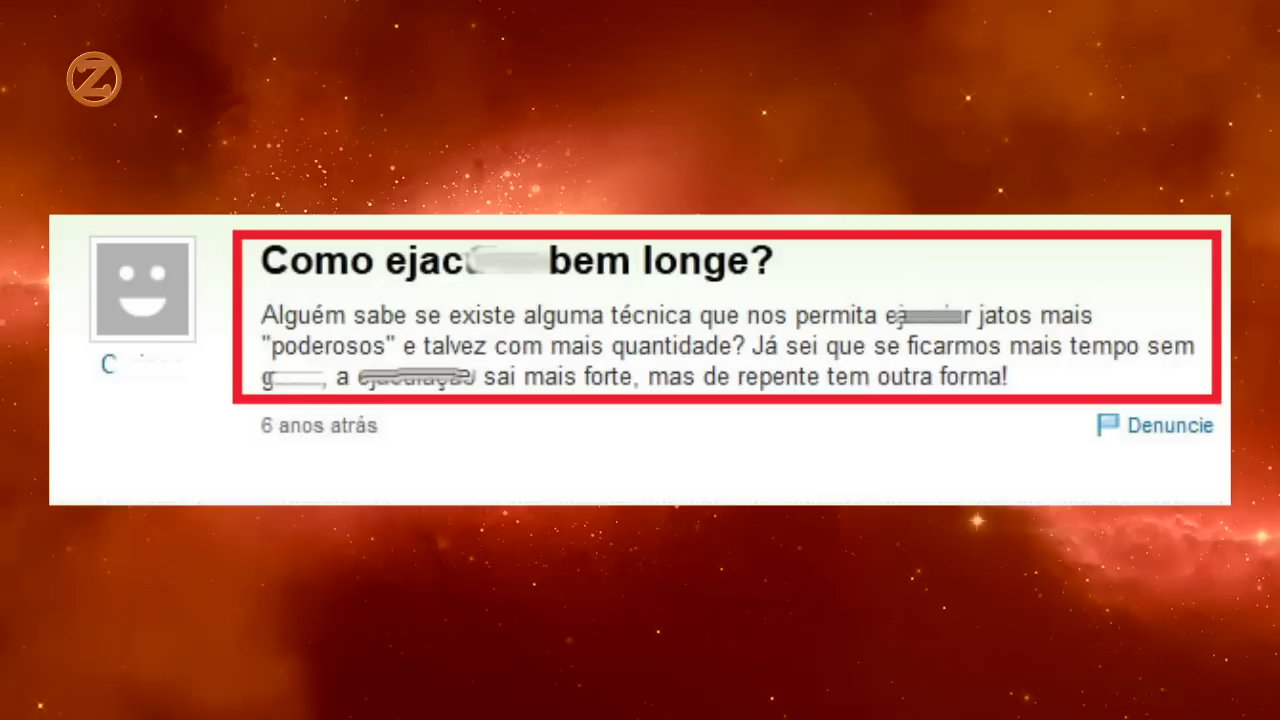 Z
Como ejac bem longe?
Alguém sabe se existe alguma técnica que nos permita jatos mais
"poderosos" e talvez com mais quantidade? Já sei que se ficarmos mais tempo sem
, a ejaculação sai mais forte, mas de repente tem outra forma!
6 anos atrás
Denuncie